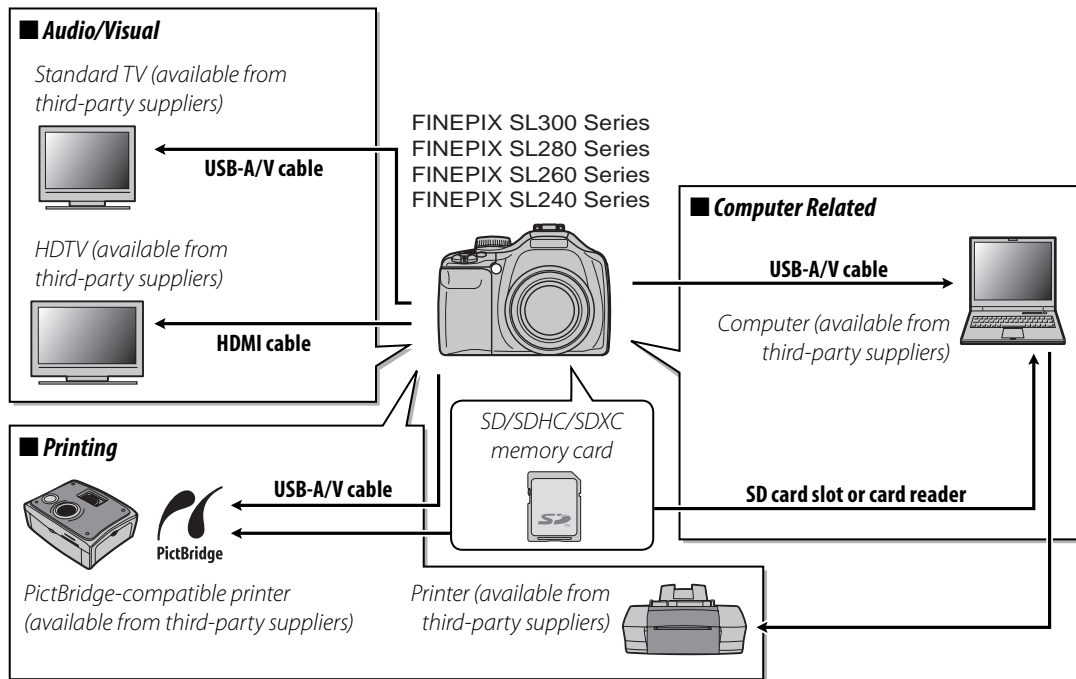 ■ Audio/Visual
Standard TV (available from
third-party suppliers)
USB-A/V cable
HDTV (available from
third-party suppliers)
HDMI cable
FINEPIX SL300 Series
FINEPIX SL280 Series
FINEPIX SL260 Series
FINEPIX SL240 Series
■ Computer Related
USB-A/V cable
Computer (available from
third-party suppliers)
SD/SDHC/SDXC
memory card
SD
TM
SD card slot or card reader
■ Printing
USB-A/V cable
PictBridge
PictBridge-compatible printer
(available from third-party suppliers)
Printer (available from
third-party suppliers)